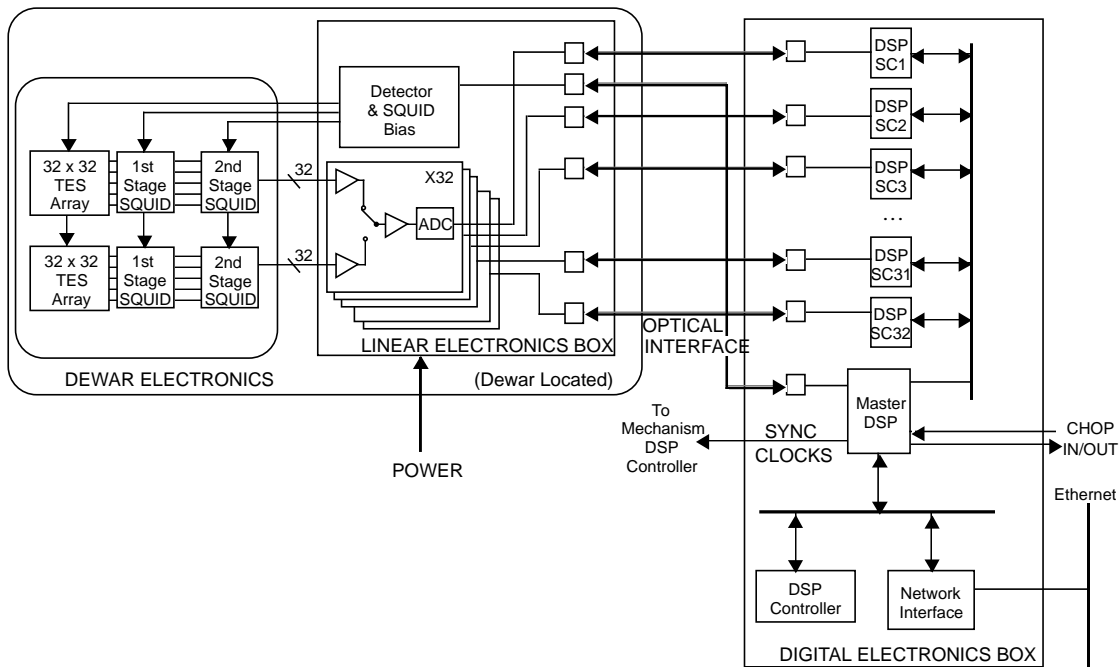 DSP
SC1
DSP
SC2
DSP
SC3
...
DSP
SC31
DSP
SC32
Detector
& SQUID
Bias
32 x 32
TES
Array
1st
Stage
SQUID
2nd
Stage
SQUID
32
X32
ADC
32 x 32
TES
Array
1st
Stage
SQUID
2nd
Stage
SQUID
32
LINEAR ELECTRONICS BOX
OPTICAL
INTERFACE
DEWAR ELECTRONICS
(Dewar Located)
POWER
To
Mechanism
DSP
Controller
SYNC
CLOCKS
Master
DSP
CHOP
IN/OUT
Ethernet
DSP
Controller
Network
Interface
DIGITAL ELECTRONICS BOX